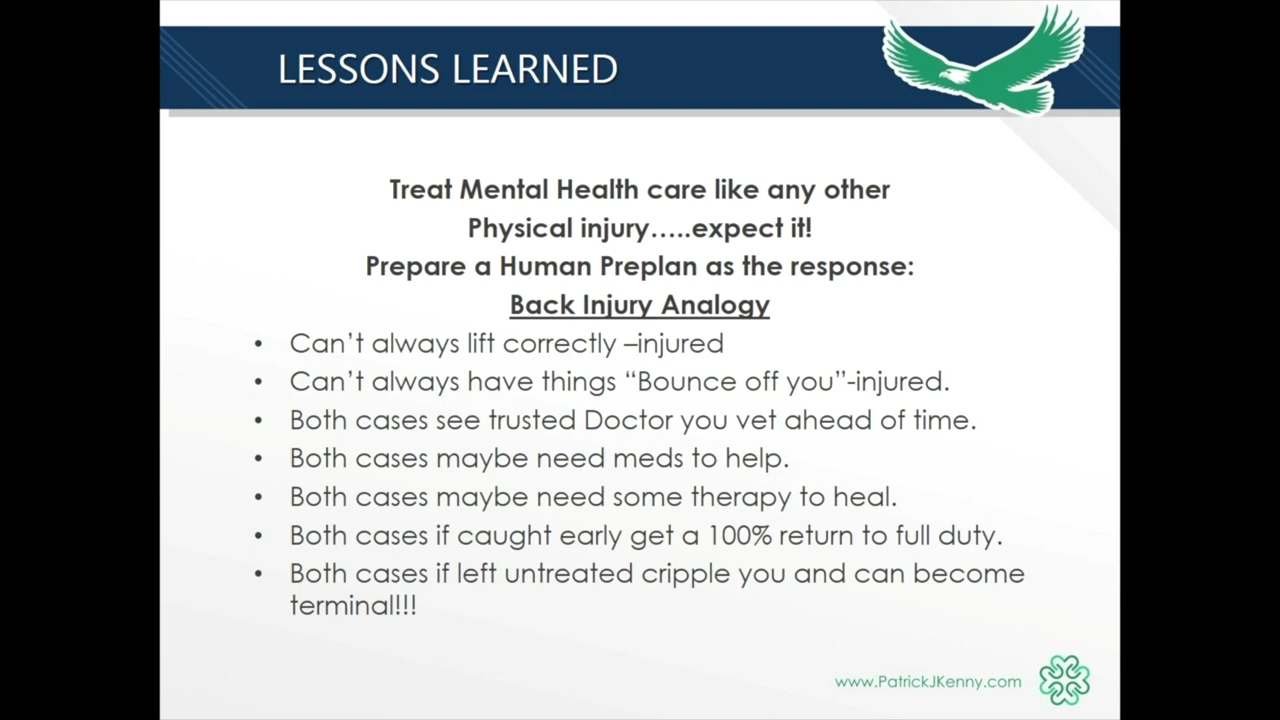 LESSONS LEARNED
Treat Mental Health care like any other
Physical injury…..expect it!
Prepare a Human Preplan as the response:
Back Injury Analogy
• Can’t always lift correctly –injured
• Can’t always have things “Bounce off you”-injured.
• Both cases see trusted Doctor you vet ahead of time.
• Both cases maybe need meds to help.
• Both cases maybe need some therapy to heal.
• Both cases if caught early get a 100% return to full duty.
• Both cases if left untreated cripple you and can become
terminal!!!
www.PatrickJKenny.com